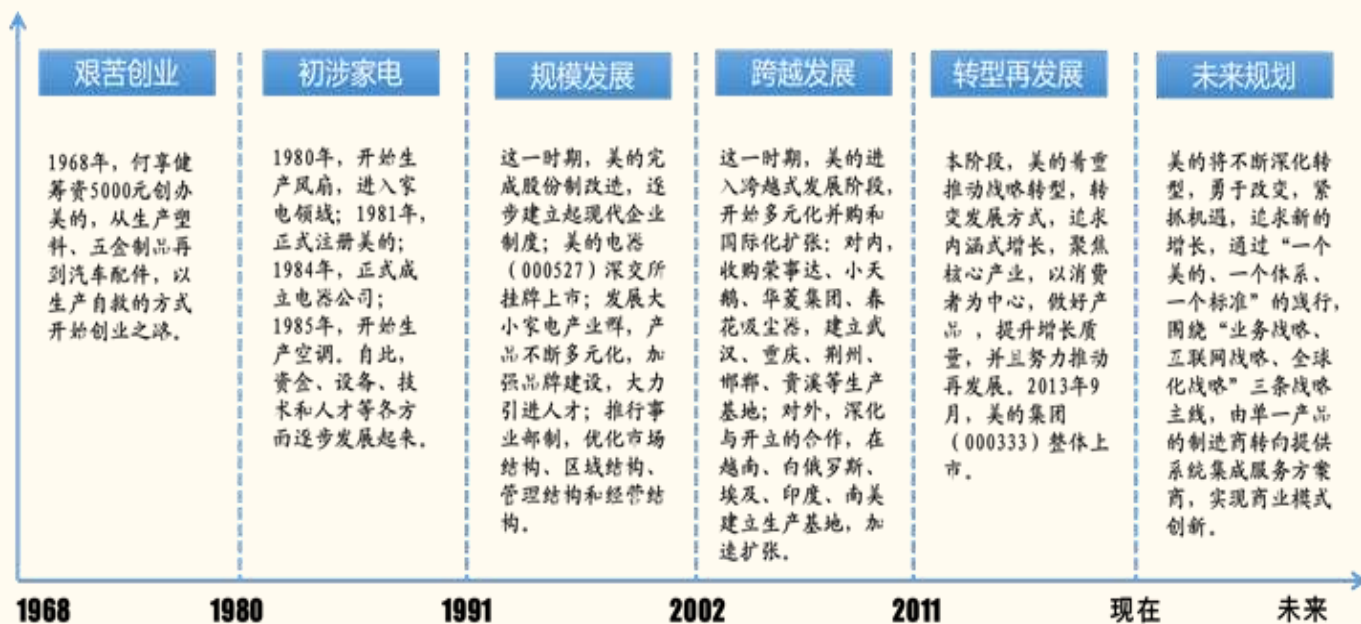 艰苦创业
1968年，何享健
筹资5000元创办
美的，从生产塑
料、五金制品再
到汽车配件，以
生产自救的方式
开始创业之路。
初涉家电
1980年，开始生
产风扇，进入家
电领域；1981年，
正式注册美的；
1984年，正式成
立电器公司；
1985年，开始生
产空调。自此，
资金、设备、技
术和人才等各方
面逐步发展起来。
规模发展
这一时期，美的完
成股份制改造，逐
步建立起现代企业
制度；美的电器
（000527）深交所
挂牌上市；发展大
小家电产业群，产
品不断多元化，加
强品牌建设，大力
引进人才；推行事
业部制，优化市场
结构、区域结构、
管理结构和经营结
构。
跨越发展
这一时期，美的进
入跨越式发展阶段，
开始多元化并购和
国际化扩张：对内，
收购荣事达、小天
鹅、华菱集团、春
花吸尘器，建立武
汉、重庆、荆州、
邯郸、贵溪等生产
基地；对外，深化
与开立的合作，在
越南、白俄罗斯、
埃及、印度、南美
建立生产基地，加
速扩张。
转型再发展
本阶段，美的着重
推动战略转型，转
变发展方式，追求
内涵式增长，聚焦
核心产业，以消费
者为中心，做好产
品，提升增长质
量，并且努力推动
再发展。2013年9
月，美的集团
（000333）整体上
市。
未来规划
美的将不断深化转
型，勇于改变，紧
抓机遇，追求新的
增长，通过“一个
美的、一个体系、
一个标准”的践行，
围绕“业务战略、
互联网战略、全球
化战略”三条战略
主线，由单一产品
的制造商转向提供
系统集成服务方案
商，实现商业模式
创新。
1968 1980 1991 2002 2011 现在 未来